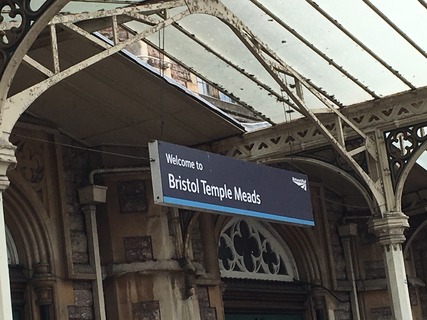 Welcome to
Bristol Temple Meads